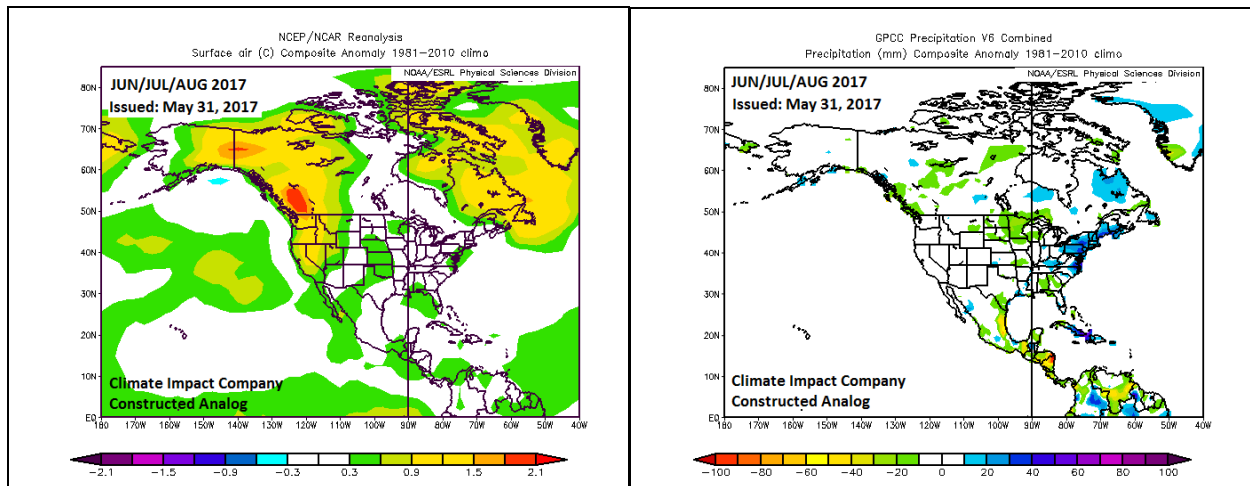 NCEP/NCAR Reanalysis
Surface air (C) Composite Anomaly 1981-2010 climo
NOAA/ESRL Physical Sciences Division
JUN/JUL/AUG 2017
Issued: May 31, 2017
80N
70N
60N
50N
40N
30N
20N
10N
EQ
Climate Impact Company
Constructed Analog
180 170W 160W 150W 140W 130W 120W 110W 100W 90W 80W 70W 60W 50W 40W
-2.1 -1.5 -0.9 -0.3 0.3 0.9 1.5 2.1
GPCC Precipitation V6 Combined
Precipitation (mm) Composite Anomaly 1981-2010 climo
NOAA/ESRL Physical Sciences Division
JUN/JUL/AUG 2017
Issued: May 31, 2017
80N
70N
60N
50N
40N
30N
20N
10N
EQ
Climate Impact Company
Constructed Analog
180 170W 160W 150W 140W 130W 120W 110W 100W 90W 80W 70W 60W 50W 40W
-100 -80 -60 -40 -20 0 20 40 60 80 100